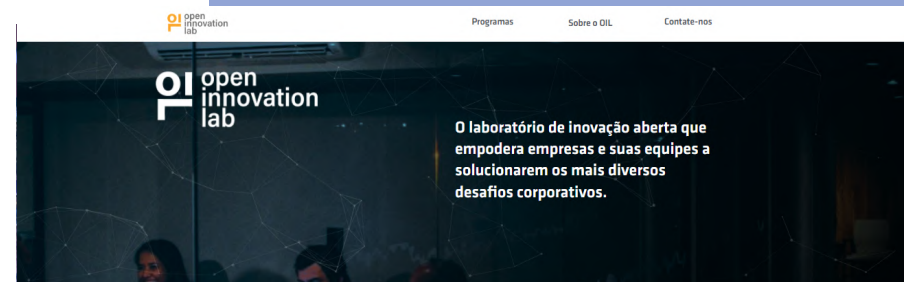 open
innovation
lab
Programas
Sobre o OIL
Contate-nos
open
innovation
lab
O laboratório de inovação aberta que
empodera empresas e suas equipes a
solucionarem os mais diversos
desafios corporativos.